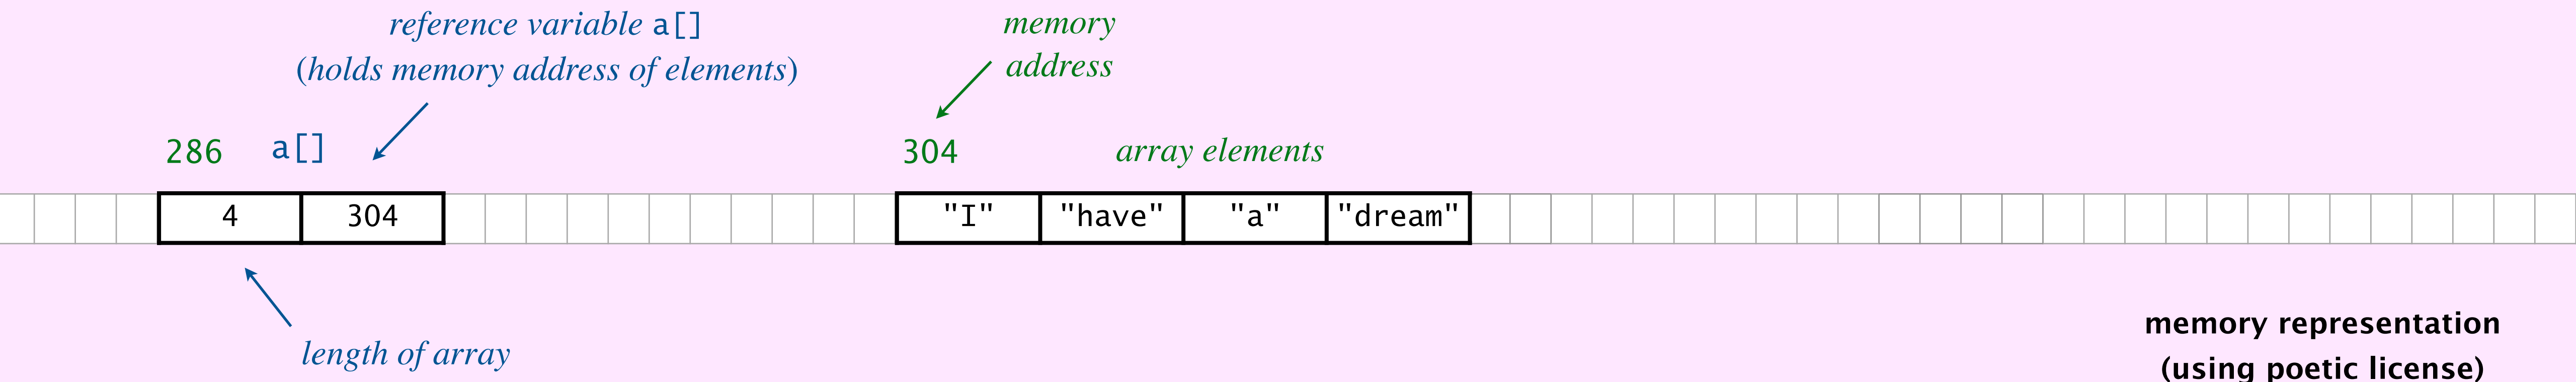 reference variable a[]
(holds memory address of elements)
memory
address
286 a[]
304 array elements
4 304 "I" "have" "a" "dream"
length of array
memory representation
(using poetic license)